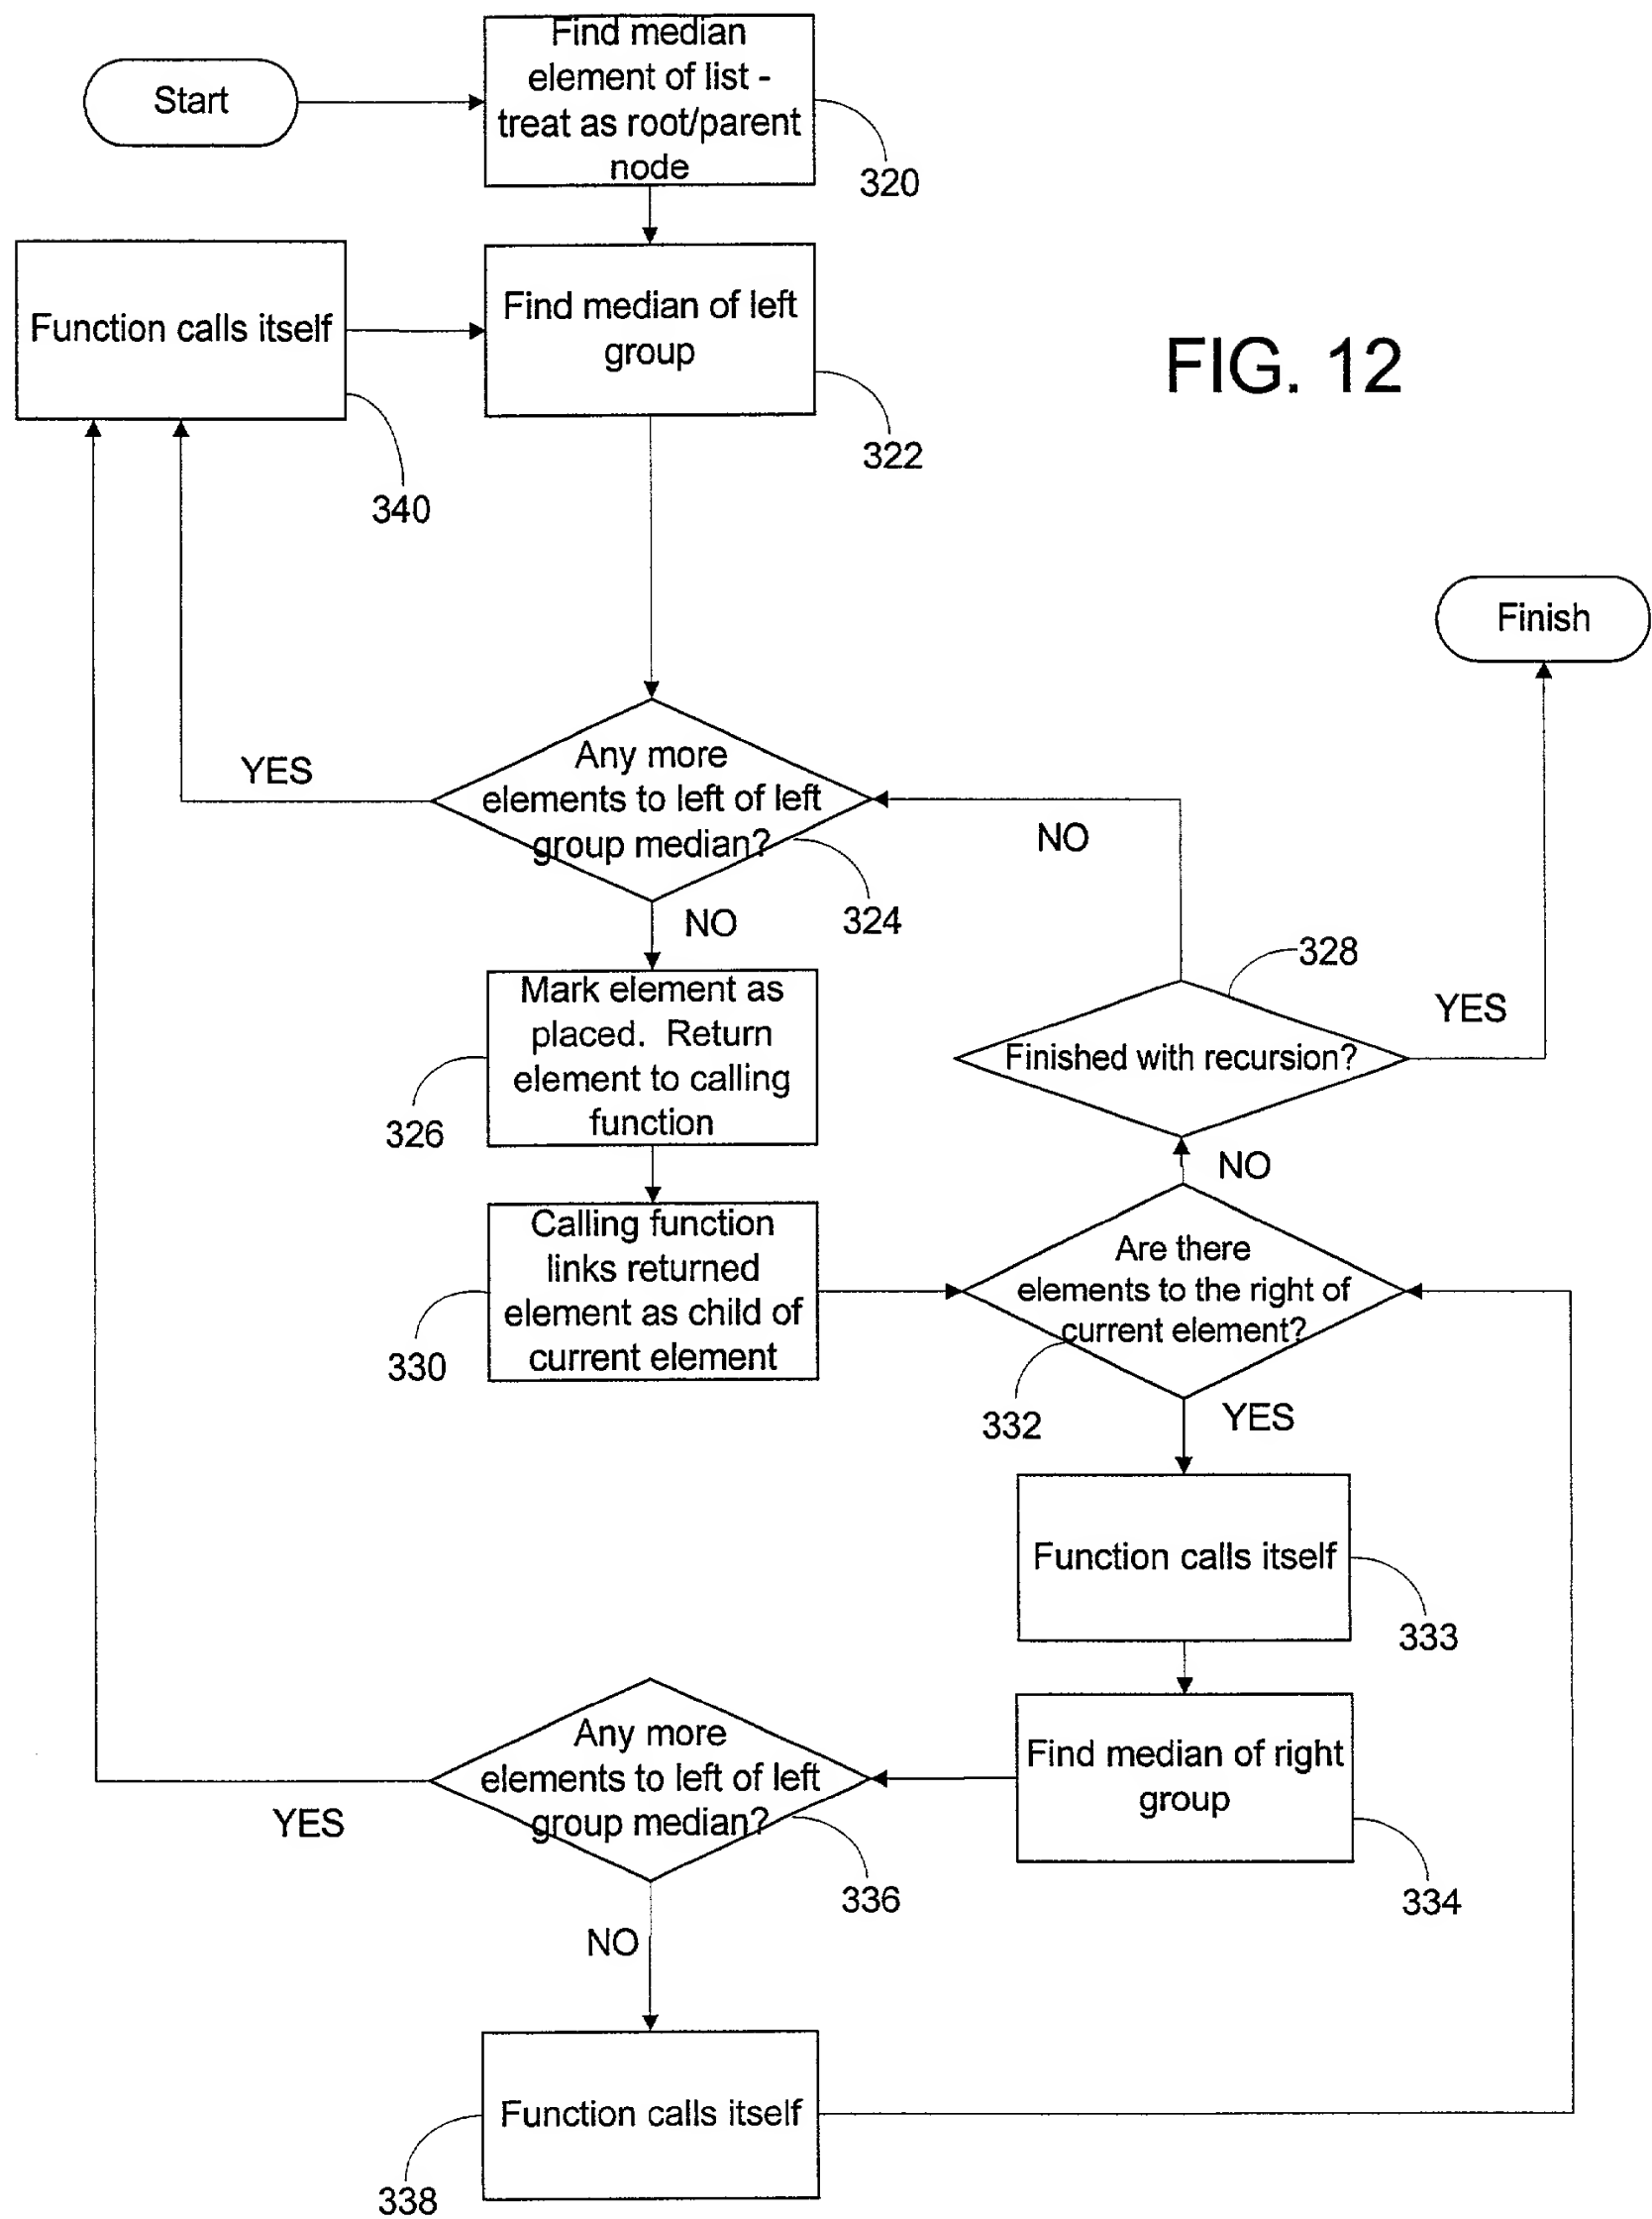 Start
Find median
element of list -
treat as root/parent
node
320
Function calls itself
340
Find median of left
group
322
FIG. 12
Finish
Any more
elements to left of left
group median?
324
YES
NO
NO
328
Finished with recursion?
YES
Mark element as
placed. Return
element to calling
function
326
NO
Calling function
links returned
element as child of
current element
330
Are there
elements to the right of
current element?
332
YES
Function calls itself
333
Find median of right
group
334
Any more
elements to left of left
group median?
336
YES
NO
Function calls itself
338